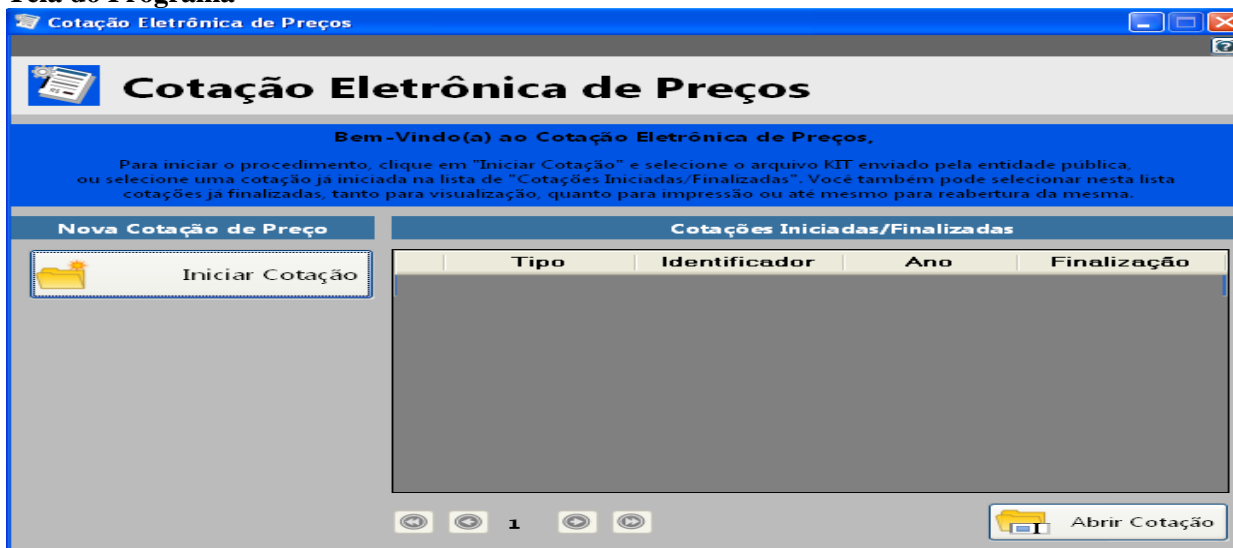 Tela do Programa
Cotação Eletrônica de Preços
Cotação Eletrônica de Preços
Bem-Vindo(a) ao Cotação Eletrônica de Preços,
Para iniciar o procedimento, clique em "Iniciar Cotação" e selecione o arquivo KIT enviado pela entidade pública,
ou selecione uma cotação já iniciada na lista de "Cotações Iniciadas/Finalizadas". Você também pode selecionar nesta lista
cotações já finalizadas, tanto para visualização, quanto para impressão ou até mesmo para reabertura da mesma.
Nova Cotação de Preço
Cotações Iniciadas/Finalizadas
Iniciar Cotação
Tipo Identificador Ano Finalização
1
Abrir Cotação